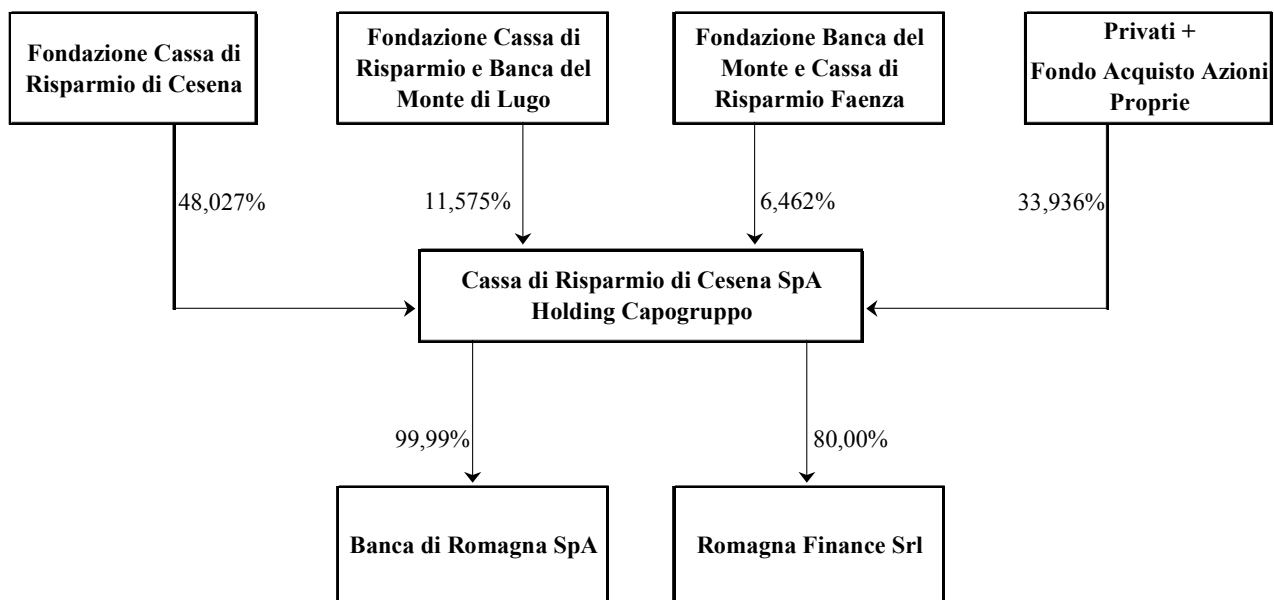 Fondazione Cassa di
Risparmio di Cesena
Fondazione Cassa di
Risparmio e Banca del
Monte di Lugo
Fondazione Banca del
Monte e Cassa di
Risparmio Faenza
Privati +
Fondo Acquisto Azioni
Proprie
48,027%
11,575%
6,462%
33,936%
Cassa di Risparmio di Cesena SpA
Holding Capogruppo
99,99%
80,00%
Banca di Romagna SpA
Romagna Finance Srl